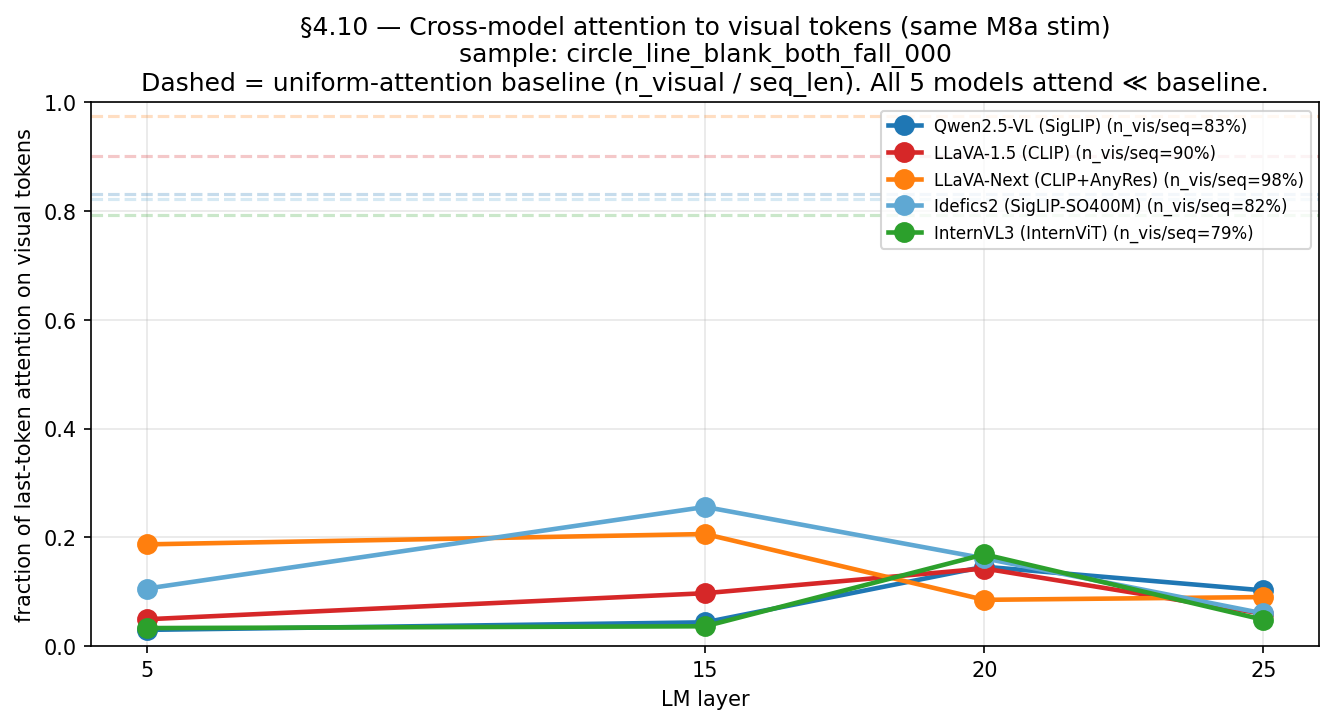 §4.10 — Cross-model attention to visual tokens (same M8a stim)
sample: circle_line_blank_both_fall_000
Dashed = uniform-attention baseline (n_visual / seq_len). All 5 models attend ≪ baseline.
fraction of last-token attention on visual tokens
1.0
0.8
0.6
0.4
0.2
0.0
Qwen2.5-VL (SigLIP) (n_vis/seq=83%)
LLaVA-1.5 (CLIP) (n_vis/seq=90%)
LLaVA-Next (CLIP+AnyRes) (n_vis/seq=98%)
Idefics2 (SigLIP-SO400M) (n_vis/seq=82%)
InternVL3 (InternViT) (n_vis/seq=79%)
5
15
20
25
LM layer